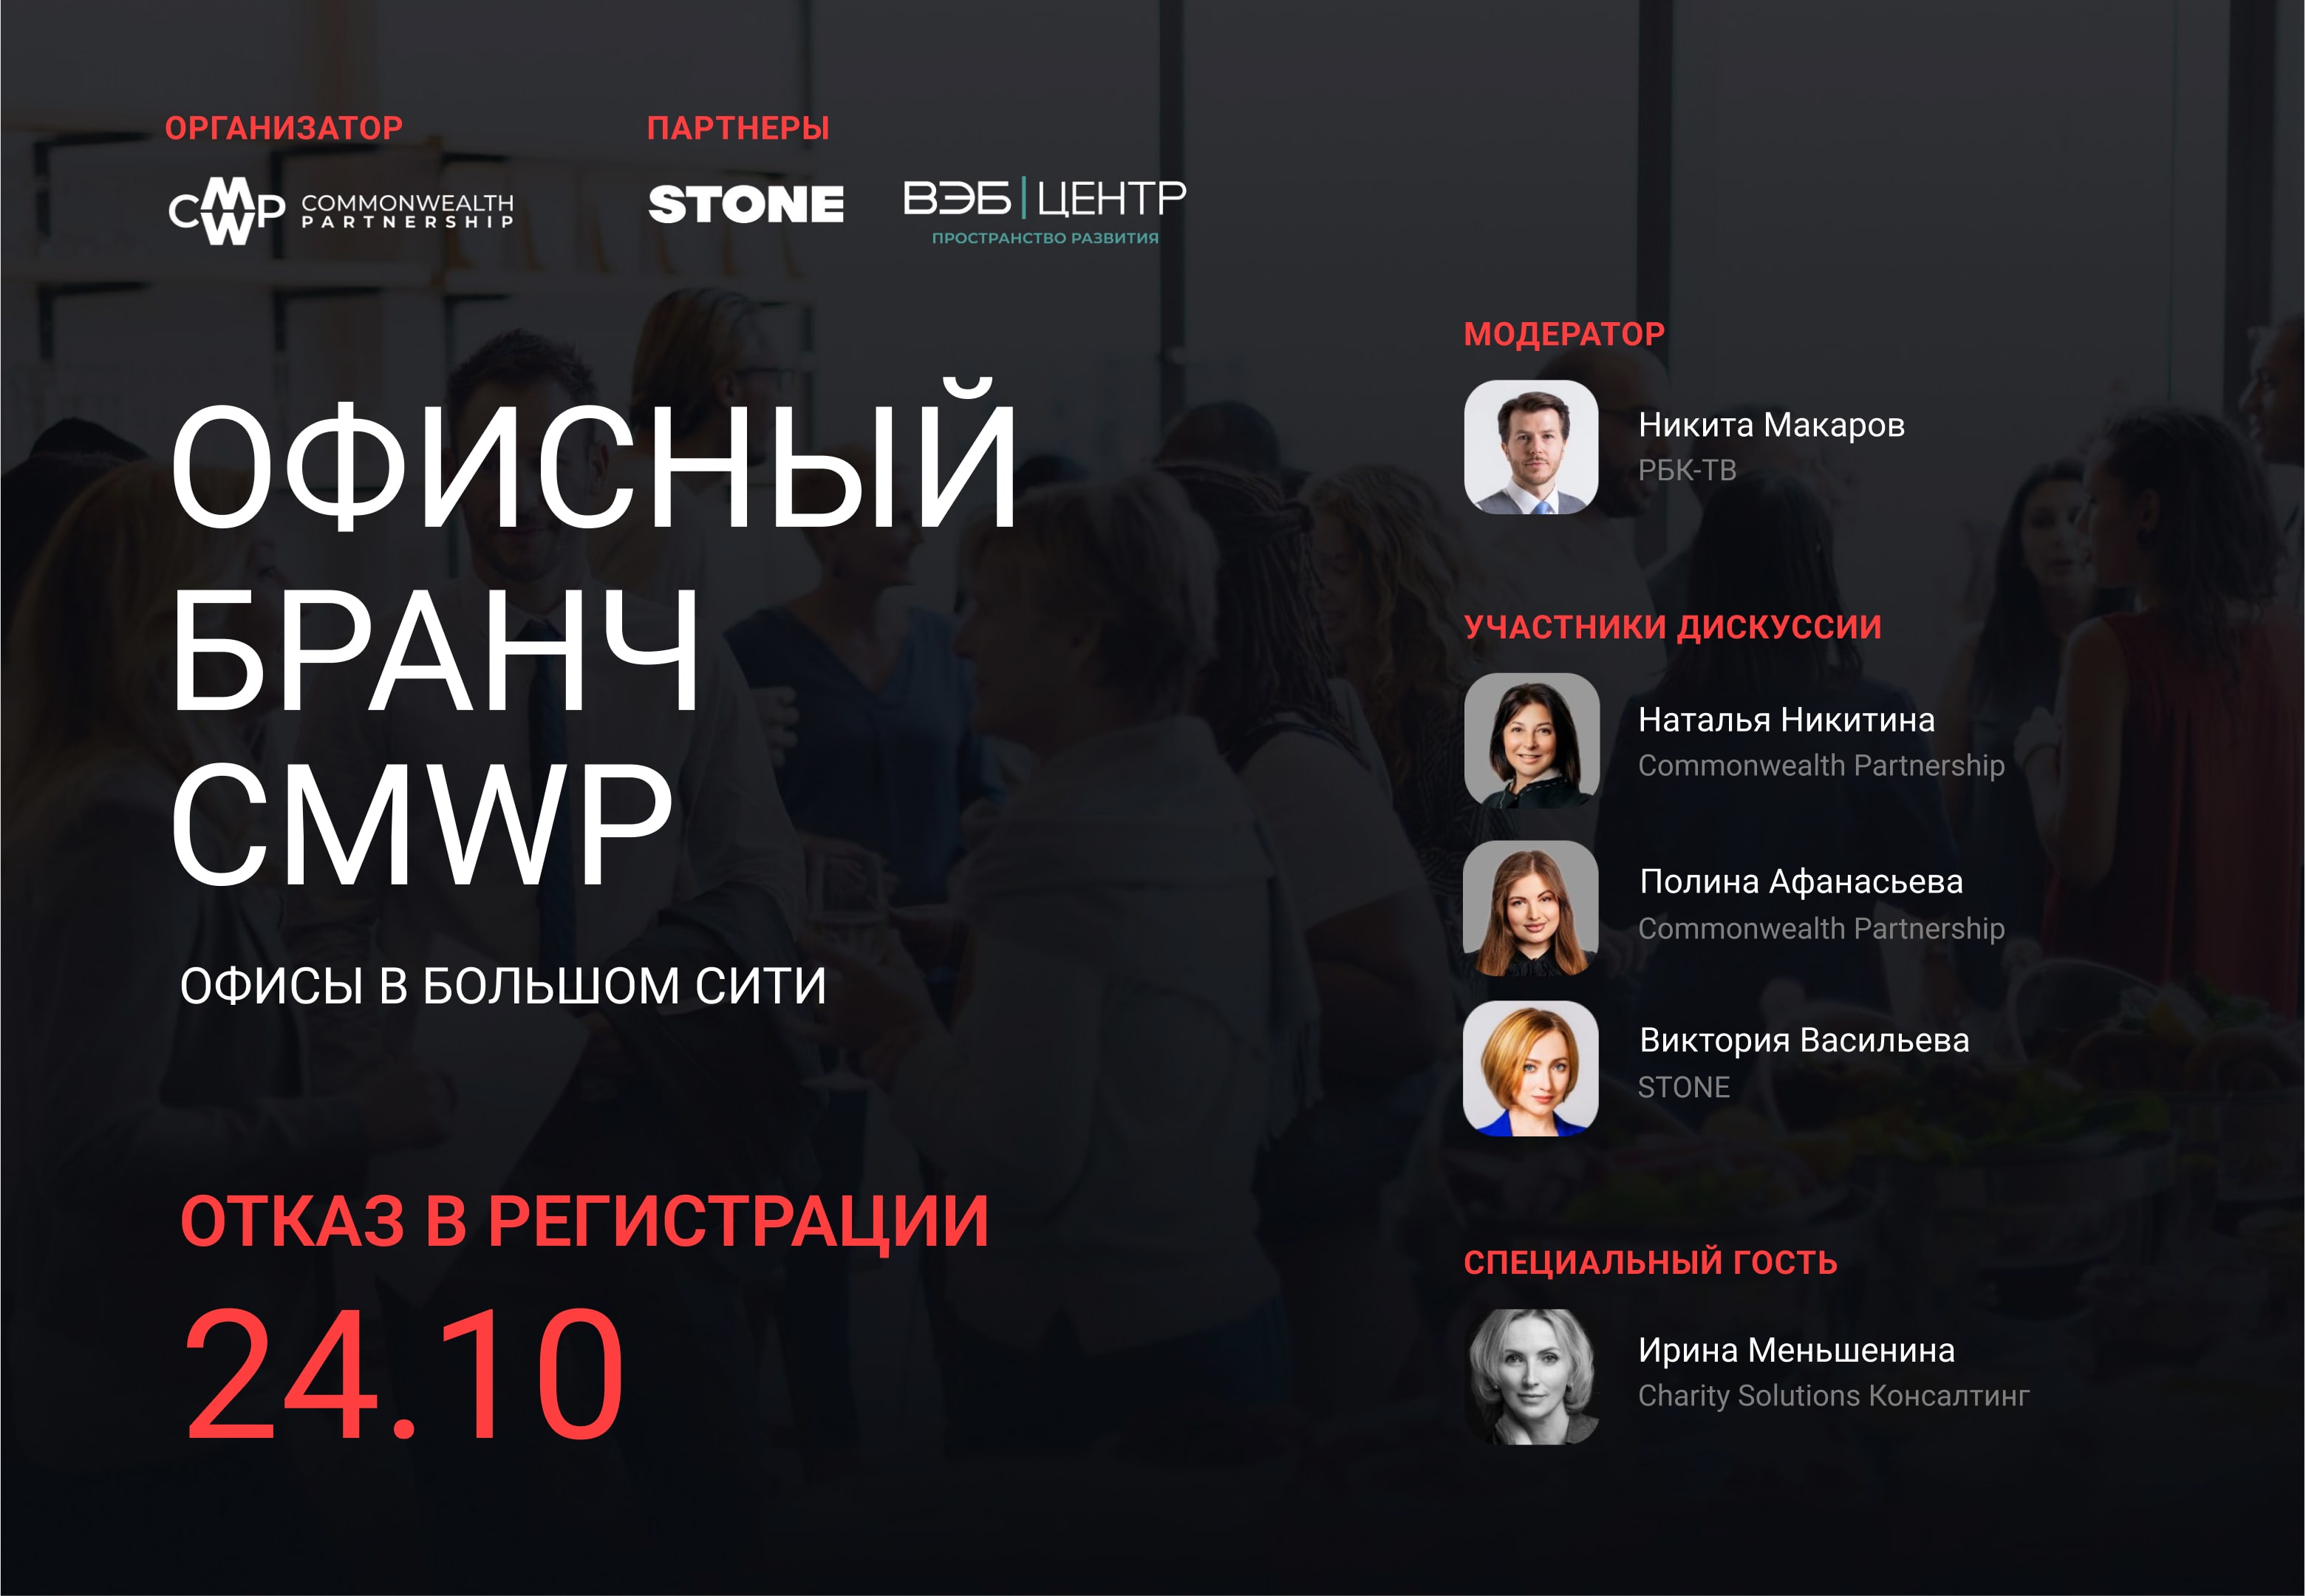 ОРГАНИЗАТОР
CMWP COMMONWEALTH
PARTNERSHIP
ПАРТНЕРЫ
STONE
ВЭБ|ЦЕНТР
ПРОСТРАНСТВО РАЗВИТИЯ
ОФИСНЫЙ
БРАНЧ
CMWP
ОФИСЫ В БОЛЬШОМ СИТИ
ОТКАЗ В РЕГИСТРАЦИИ
24.10
МОДЕРАТОР
Никита Макаров
РБК-ТВ
УЧАСТНИКИ ДИСКУССИИ
Наталья Никитина
Commonwealth Partnership
Полина Афанасьева
Commonwealth Partnership
Виктория Васильева
STONE
СПЕЦИАЛЬНЫЙ ГОСТЬ
Ирина Меньшенина
Charity Solutions Консалтинг